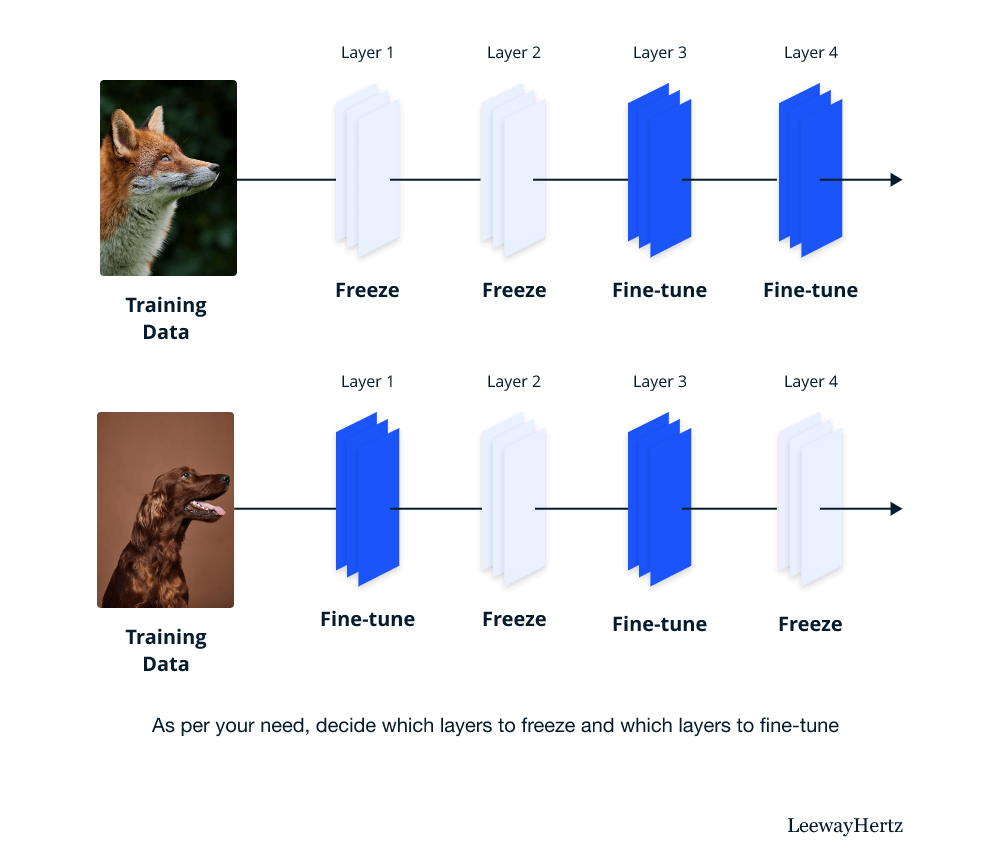 Layer 1
Layer 2
Layer 3
Layer 4
Freeze
Freeze
Fine-tune
Fine-tune
Training
Data
Layer 1
Layer 2
Layer 3
Layer 4
Fine-tune
Freeze
Fine-tune
Freeze
Training
Data
As per your need, decide which layers to freeze and which layers to fine-tune
LeewayHertz